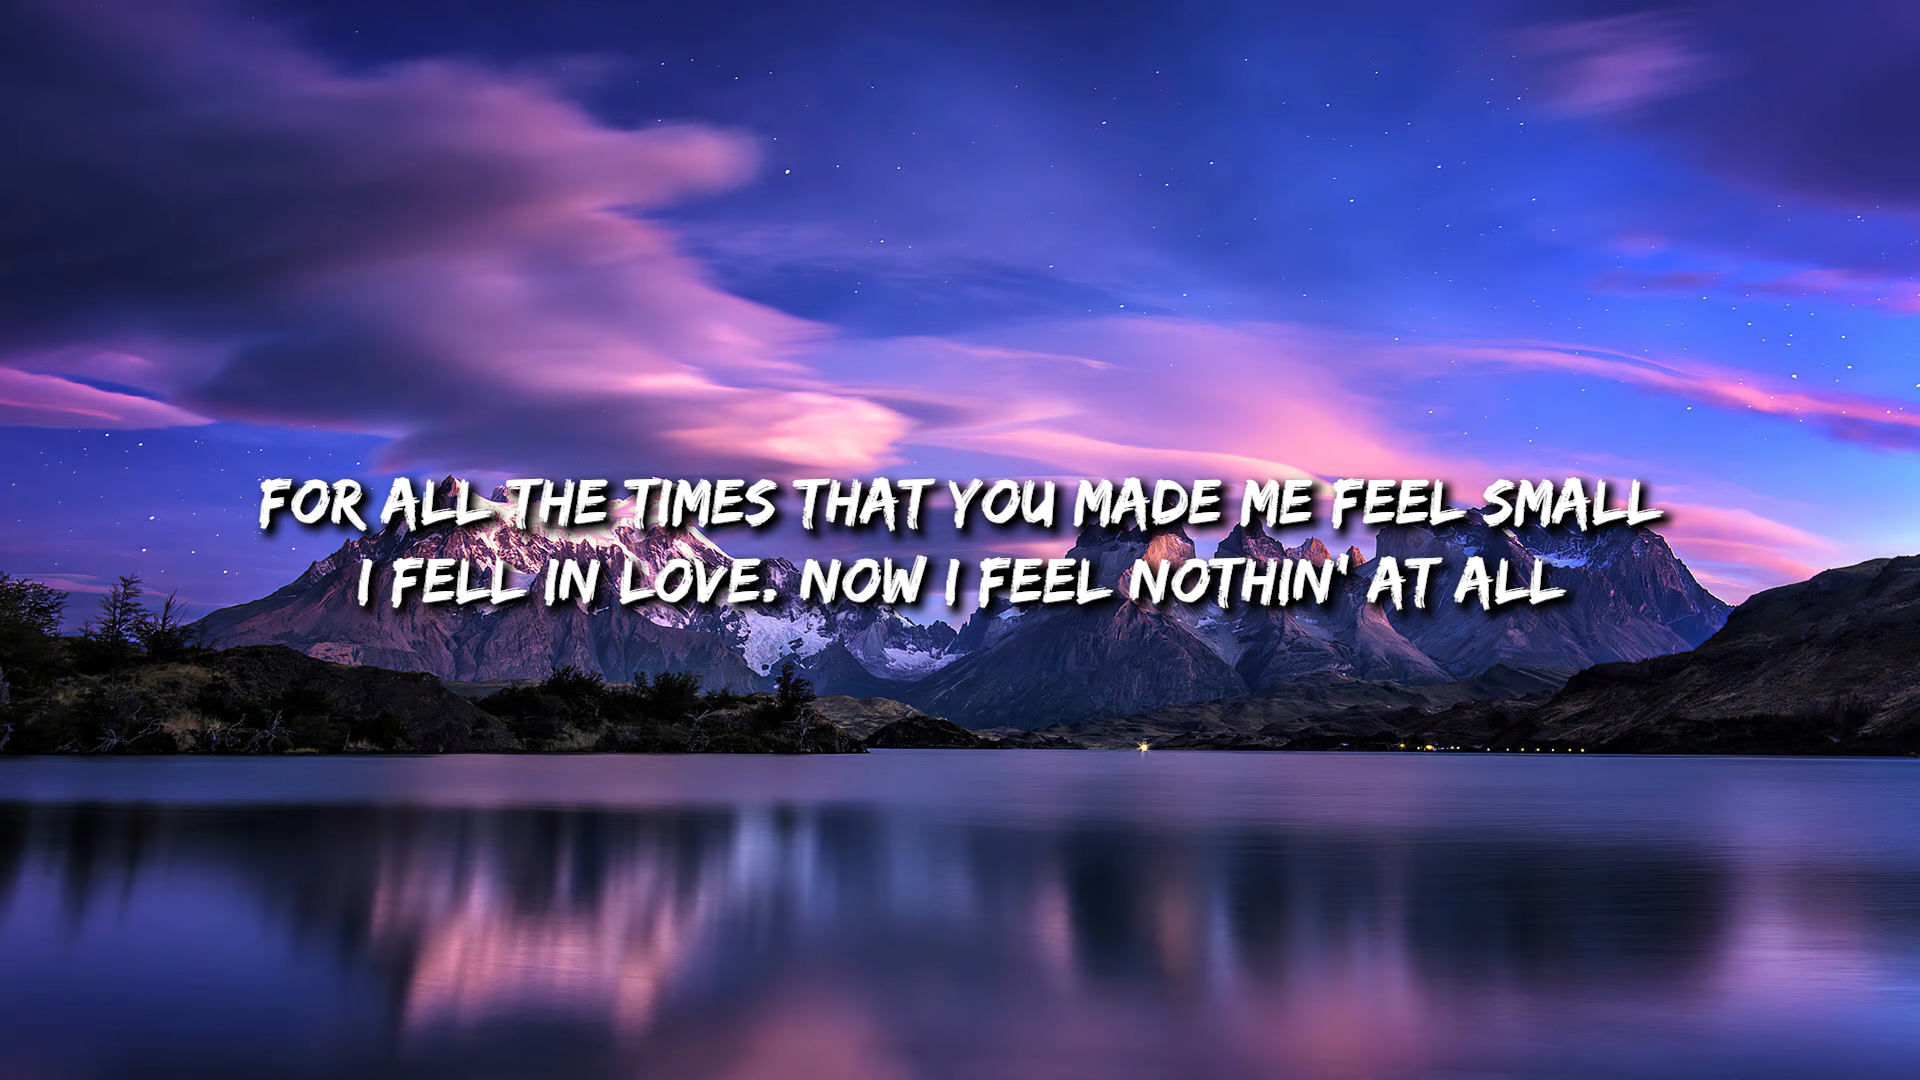 FOR ALL THE TIMES THAT YOU MADE ME FEEL SMALL
I FELL IN LOVE. NOW I FEEL NOTHIN' AT ALL